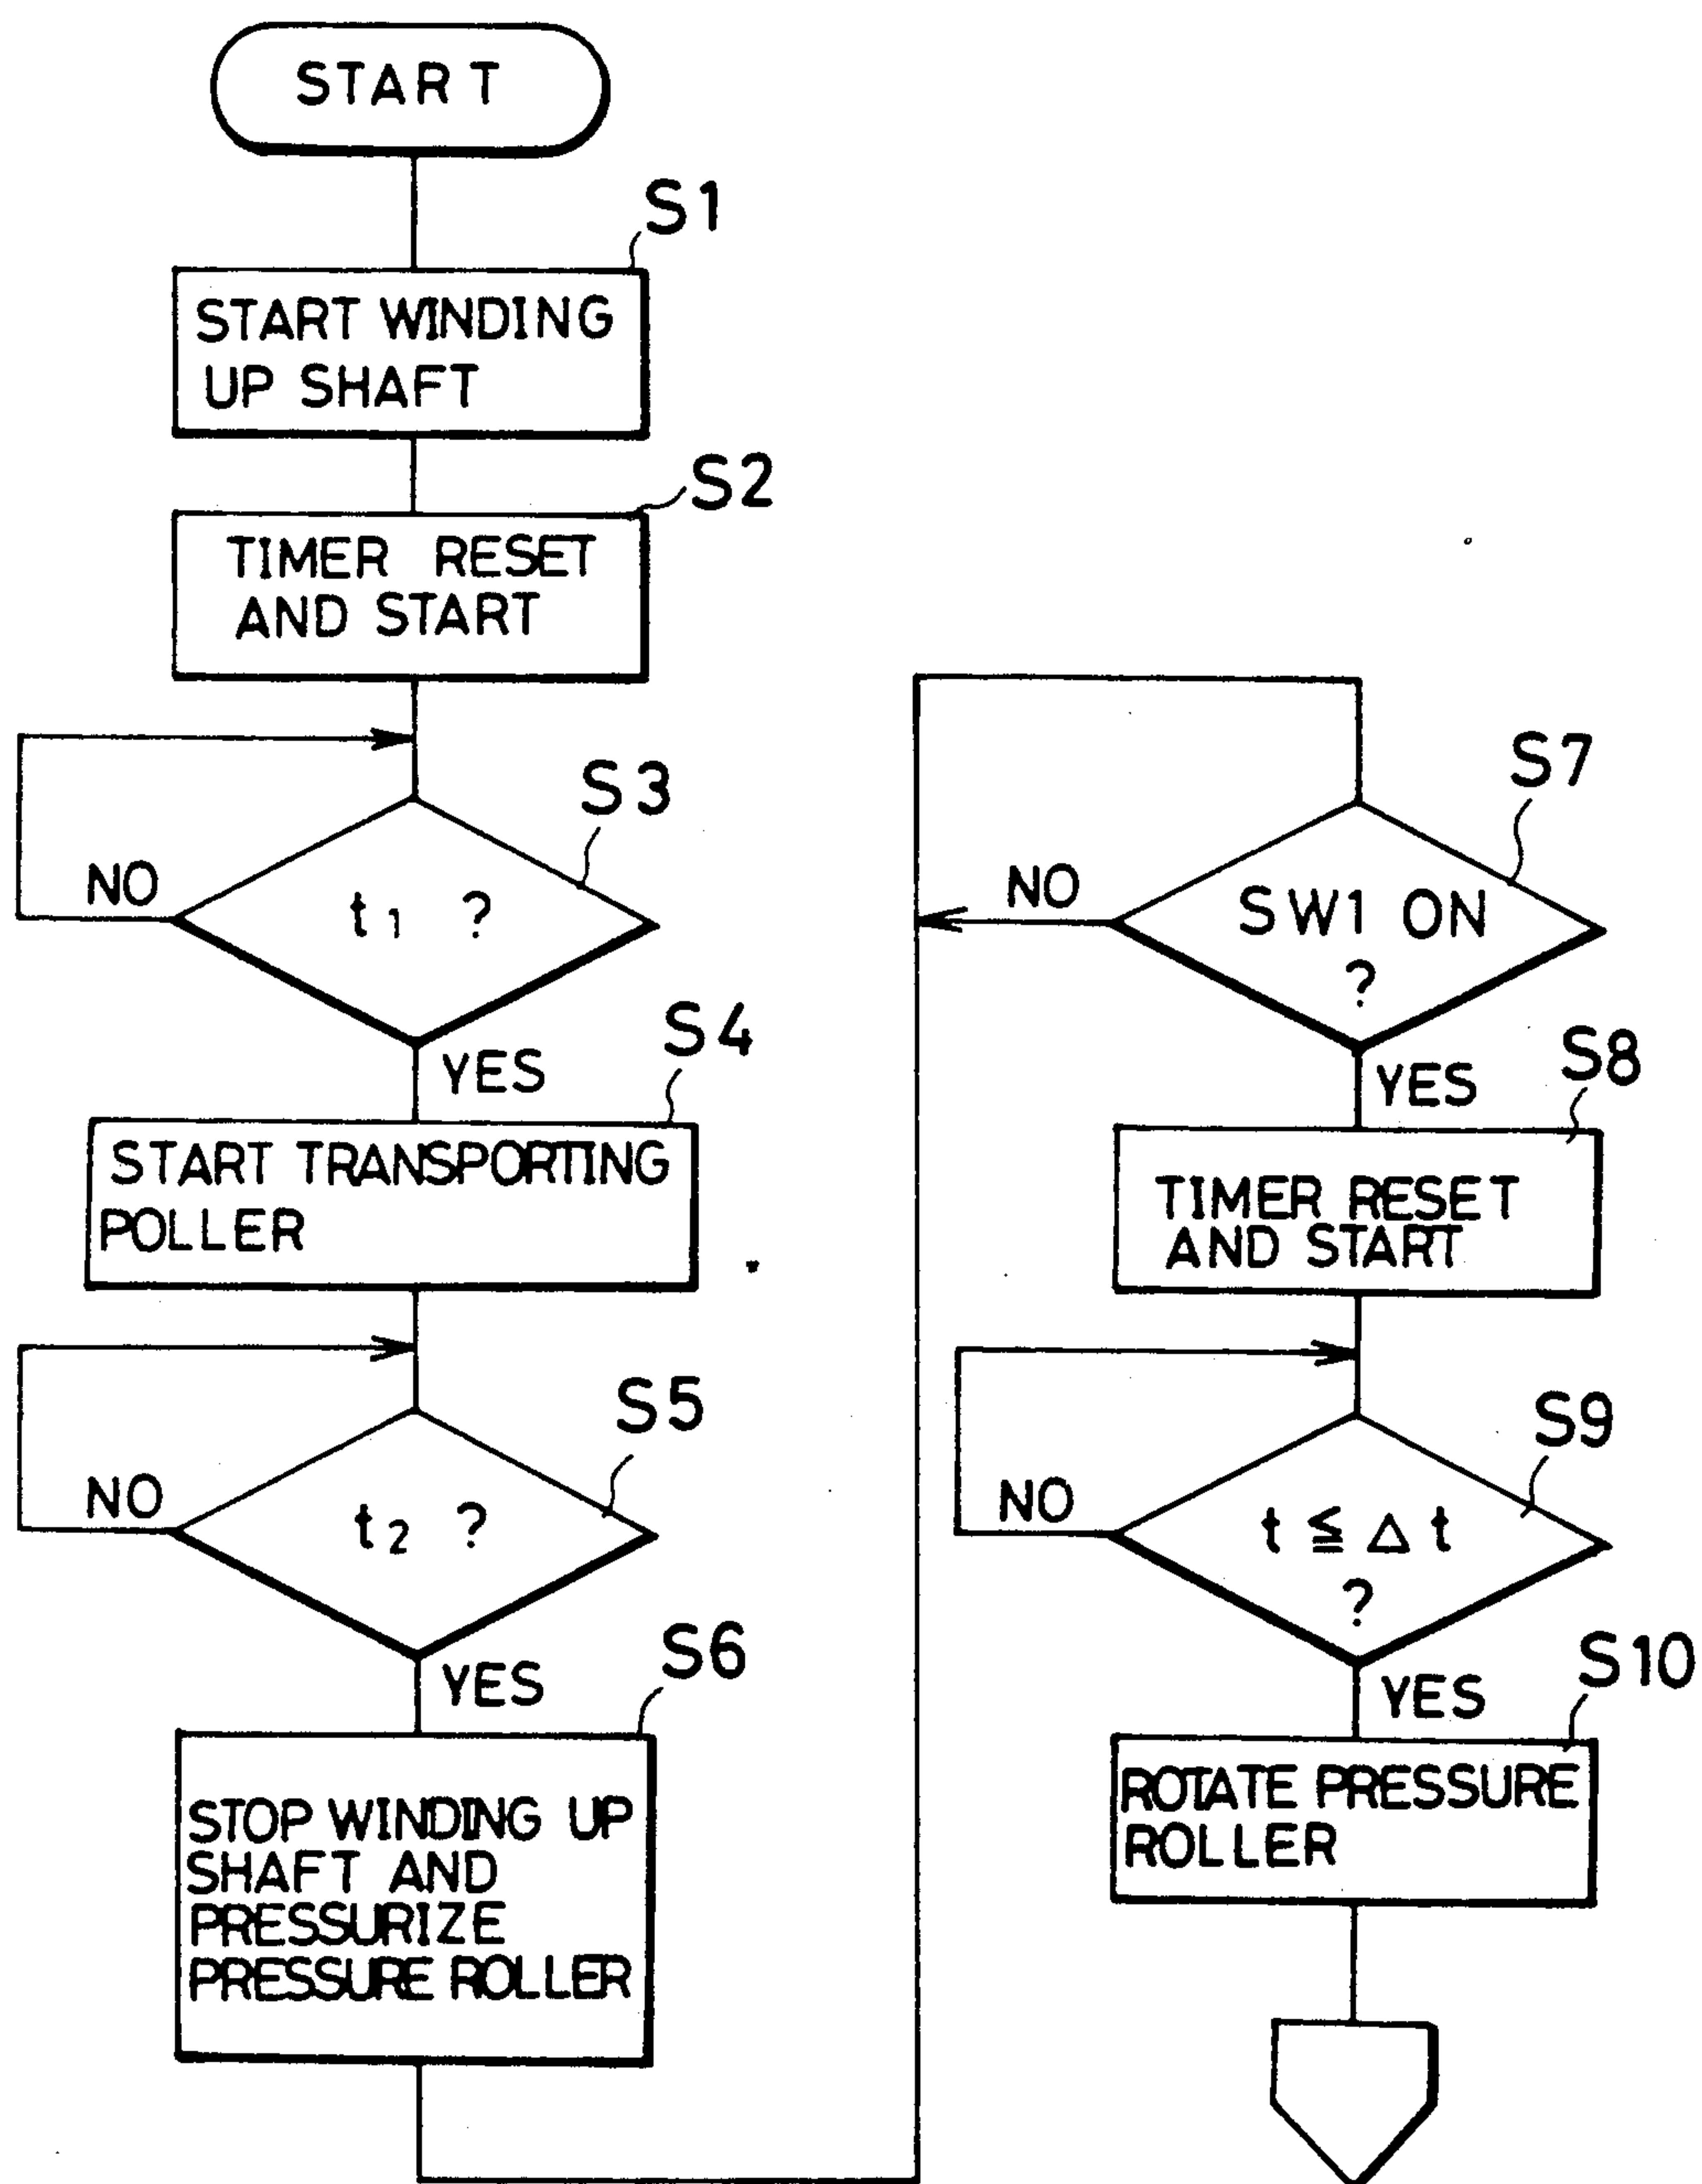 START
S1
START WINDING
UP SHAFT
S2
TIMER RESET
AND START
S3
NO
t1 ?
YES
S4
START TRANSPORTING
POLLER
S5
NO
t2 ?
YES
S6
STOP WINDING UP
SHAFT AND
PRESSURIZE
PRESSURE ROLLER
S7
NO
SW1 ON
?
YES
S8
TIMER RESET
AND START
S9
NO
t ≦ △ t
?
YES
S10
ROTATE PRESSURE
ROLLER